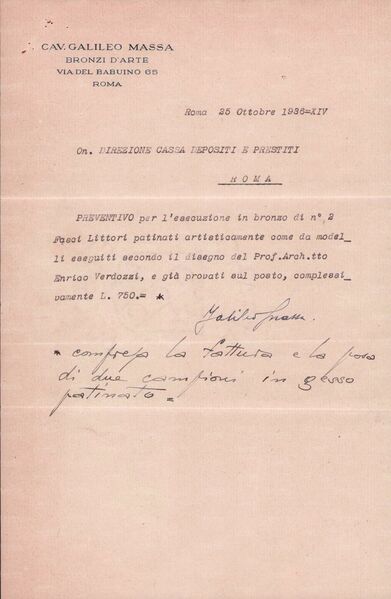 CAV. GALILEO MASSA
BRONZI D'ARTE
VIA DEL BABUINO 65
ROMA
Roma 25 Ottobre 1936=XIV
On. DIREZIONE CASSA DEPOSITI E PRESTITI
R O M A
PREVENTIVO per l'esecuzione in bronzo di n° 2
Fasci Littori patinati artisticamente come da model_
li eseguiti secondo il disegno del Prof.Arch.tto
Enrico Verdozzi, e già provati sul posto, complessi_
vamente L. 750.= *
Galileo Massa.
* compresa la fattura e la posa
di due campioni in gesso
patinato =